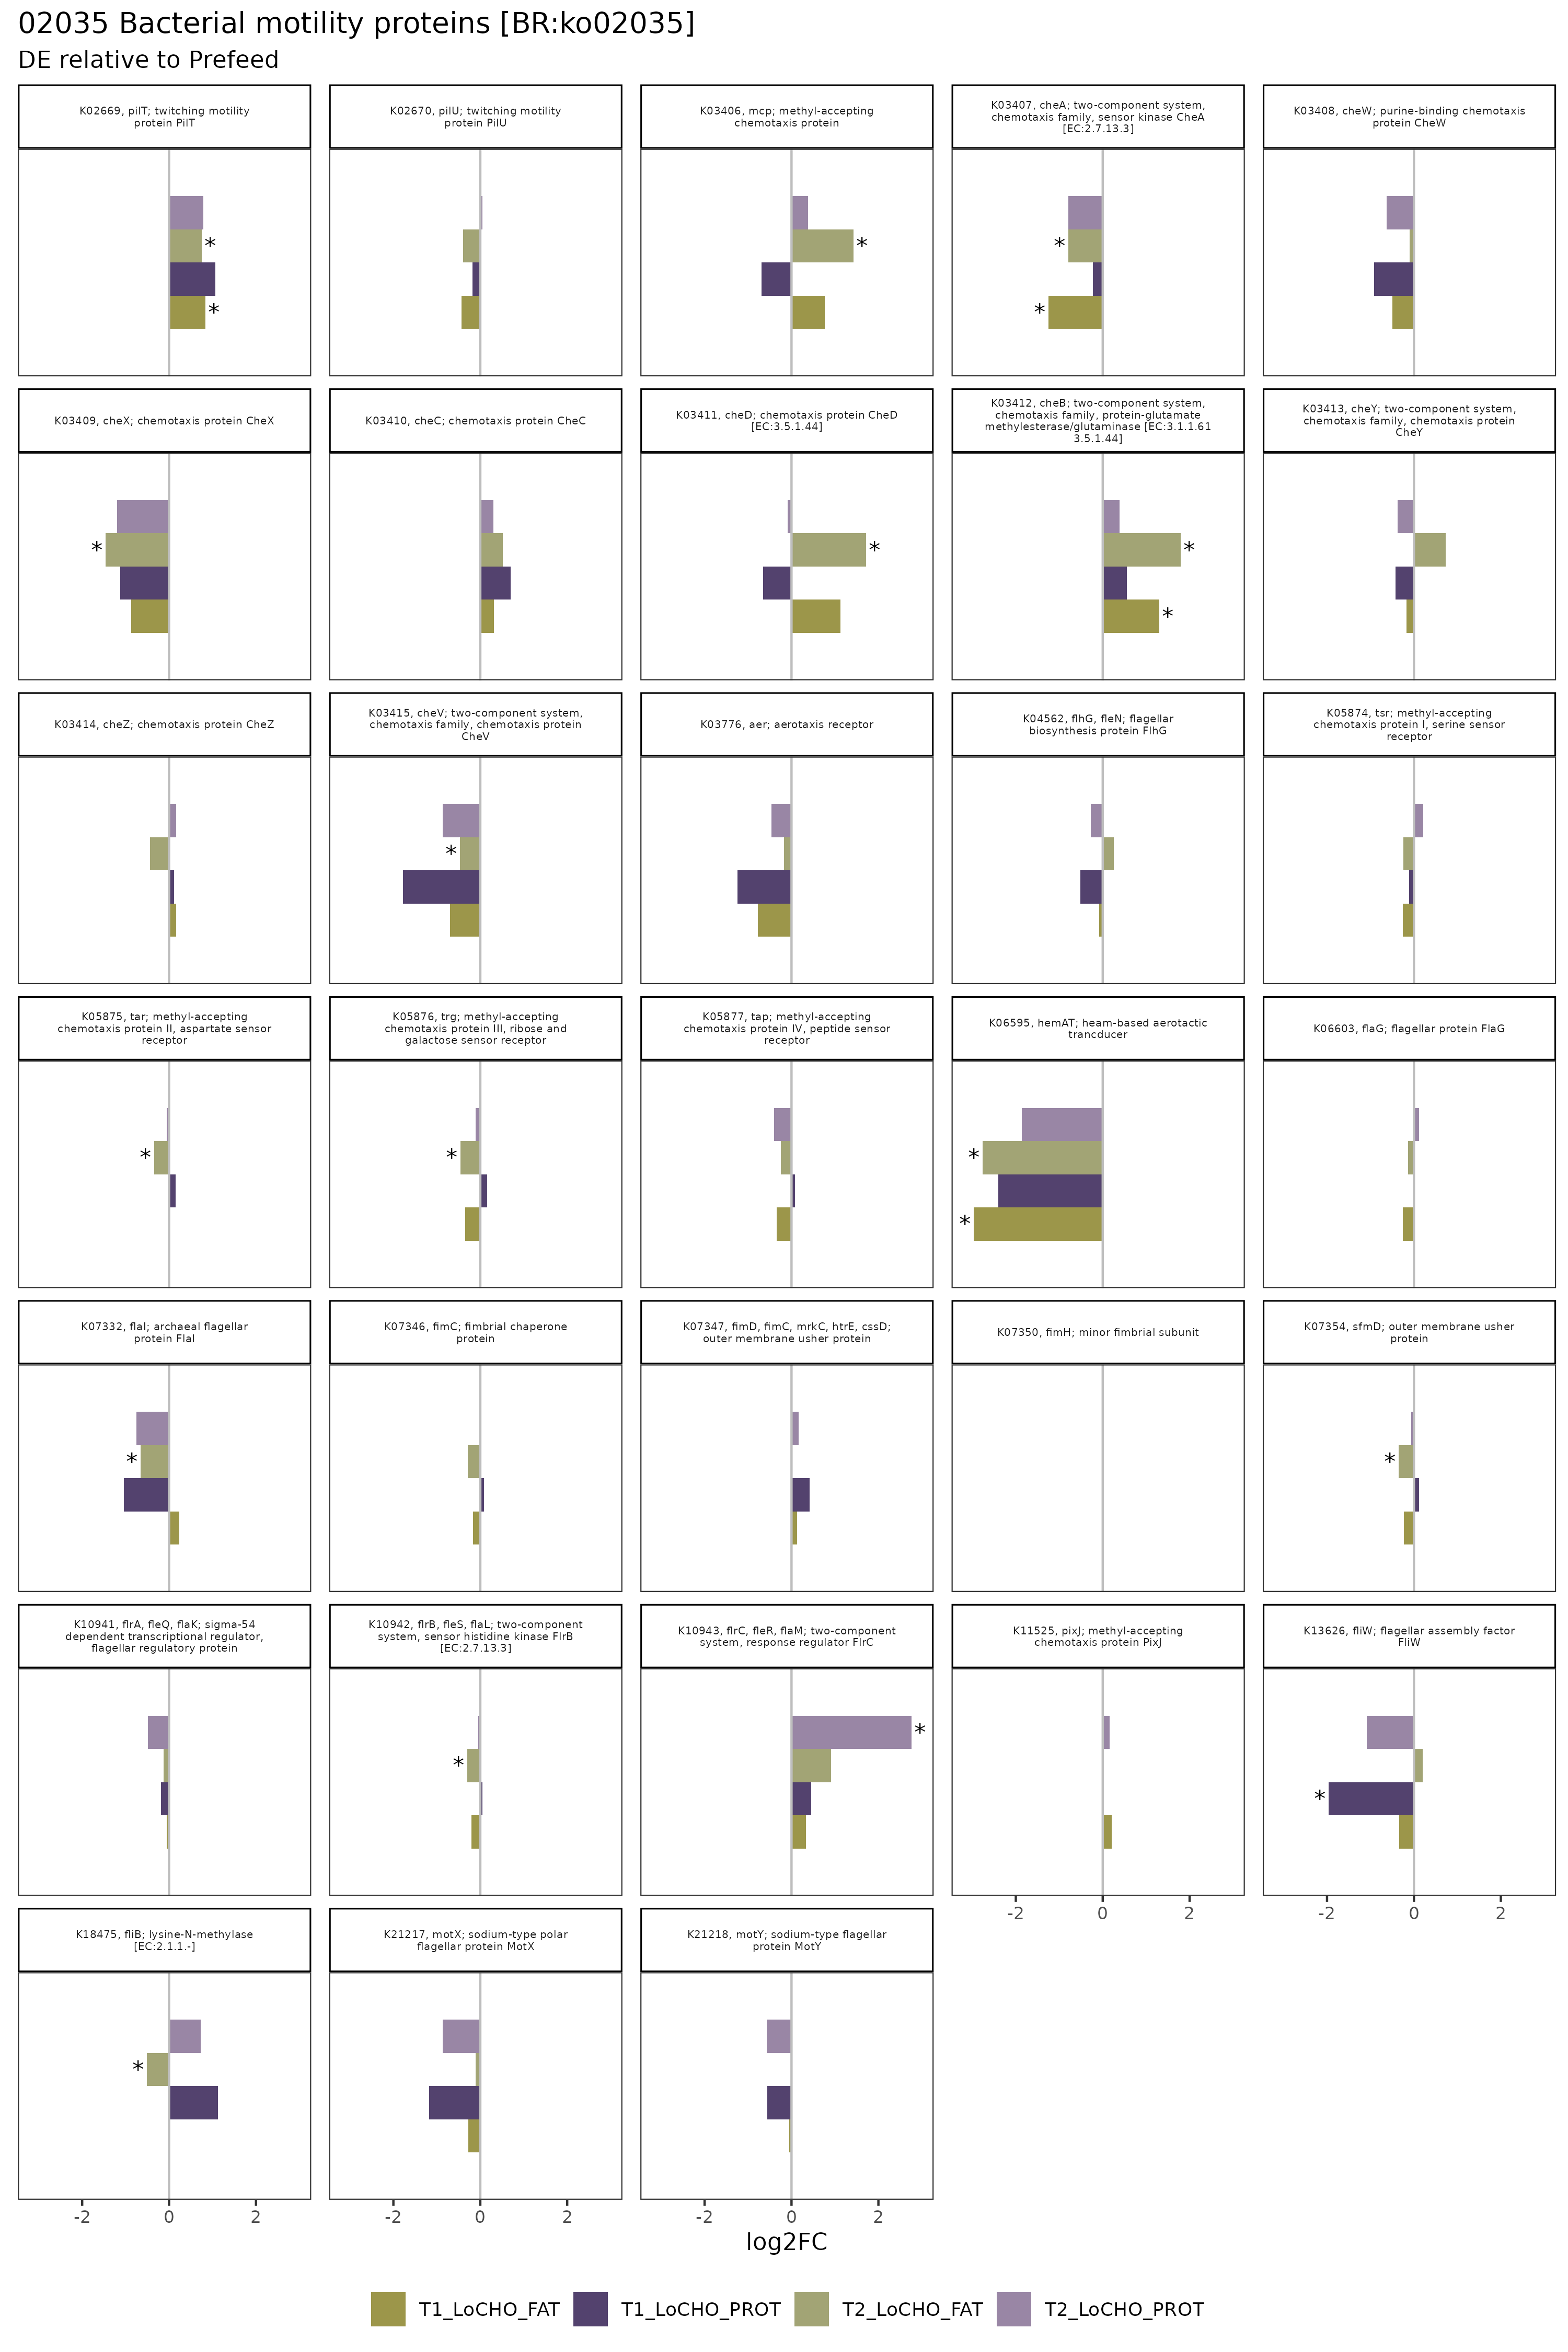 02035 Bacterial motility proteins [BR:ko02035]
DE relative to Prefeed
K02669, pilT; twitching motility
protein PilT
K02670, pilU; twitching motility
protein PilU
K03406, mcp; methyl-accepting
chemotaxis protein
K03407, cheA; two-component system,
chemotaxis family, sensor kinase CheA
[EC:2.7.13.3]
K03408, cheW; purine-binding chemotaxis
protein CheW
*
*
*
*
*
K03409, cheX; chemotaxis protein CheX
K03410, cheC; chemotaxis protein CheC
K03411, cheD; chemotaxis protein CheD
[EC:3.5.1.44]
K03412, cheB; two-component system,
chemotaxis family, protein-glutamate
methylesterase/glutaminase [EC:3.1.1.61
3.5.1.44]
K03413, cheY; two-component system,
chemotaxis family, chemotaxis protein
CheY
*
*
*
*
K03414, cheZ; chemotaxis protein CheZ
K03415, cheV; two-component system,
chemotaxis family, chemotaxis protein
CheV
K03776, aer; aerotaxis receptor
K04562, flhG, fleN; flagellar
biosynthesis protein FlhG
K05874, tsr; methyl-accepting
chemotaxis protein I, serine sensor
receptor
*
K05875, tar; methyl-accepting
chemotaxis protein II, aspartate sensor
receptor
K05876, trg; methyl-accepting
chemotaxis protein III, ribose and
galactose sensor receptor
K05877, tap; methyl-accepting
chemotaxis protein IV, peptide sensor
receptor
K06595, hemAT; heam-based aerotactic
trancducer
K06603, flaG; flagellar protein FlaG
*
*
*
*
K07332, flaI; archaeal flagellar
protein FlaI
K07346, fimC; fimbrial chaperone
protein
K07347, fimD, fimC, mrkC, htrE, cssD;
outer membrane usher protein
K07350, fimH; minor fimbrial subunit
K07354, sfmD; outer membrane usher
protein
*
*
K10941, flrA, fleQ, flaK; sigma-54
dependent transcriptional regulator,
flagellar regulatory protein
K10942, flrB, fleS, flaL; two-component
system, sensor histidine kinase FlrB
[EC:2.7.13.3]
K10943, flrC, fleR, flaM; two-component
system, response regulator FlrC
K11525, pixJ; methyl-accepting
chemotaxis protein PixJ
K13626, fliW; flagellar assembly factor
FliW
*
*
*
-2 0 2
-2 0 2
K18475, fliB; lysine-N-methylase
[EC:2.1.1.-]
K21217, motX; sodium-type polar
flagellar protein MotX
K21218, motY; sodium-type flagellar
protein MotY
*
-2 0 2
-2 0 2
-2 0 2
log2FC
T1_LoCHO_FAT T1_LoCHO_PROT T2_LoCHO_FAT T2_LoCHO_PROT